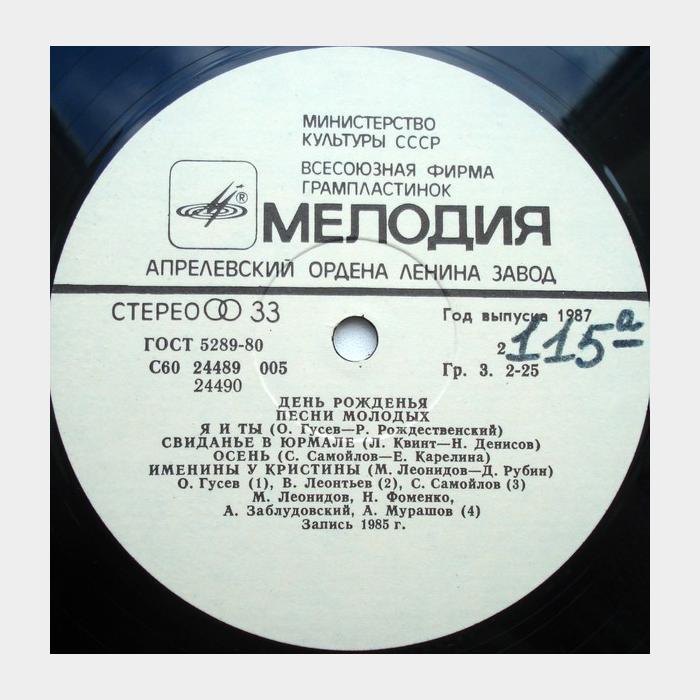 МИНИСТЕРСТВО
КУЛЬТУРЫ СССР
ВСЕСОЮЗНАЯ ФИРМА
ГРАМПЛАСТИНОК
®
МЕЛОДИЯ
АПРЕЛЕВСКИЙ ОРДЕНА ЛЕНИНА ЗАВОД
СТЕРЕО 33
Год выпуска 1987
ГОСТ 5289-80
2
115а
С60 24489 005
Гр. 3. 2-25
24490
ДЕНЬ РОЖДЕНЬЯ
ПЕСНИ МОЛОДЫХ
Я И ТЫ (О. Гусев—Р. Рождественский)
СВИДАНЬЕ В ЮРМАЛЕ (Л. Квинт—Н. Денисов)
ОСЕНЬ (С. Самойлов—Е. Карелина)
ИМЕНИНЫ У КРИСТИНЫ (М. Леонидов—Д. Рубин)
О. Гусев (1), В. Леонтьев (2), С. Самойлов (3)
М. Леонидов, Н. Фоменко,
А. Заблудовский, А. Мурашов (4)
Запись 1985 г.